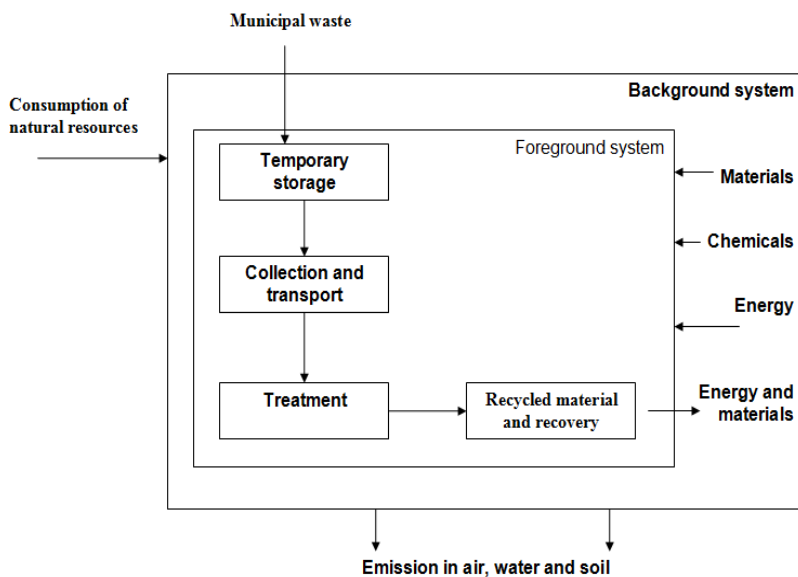 Municipal waste
Background system
Consumption of
natural resources
Foreground system
Temporary
storage
Materials
Chemicals
Collection and
transport
Energy
Treatment
Recycled material
and recovery
Energy and
materials
Emission in air, water and soil